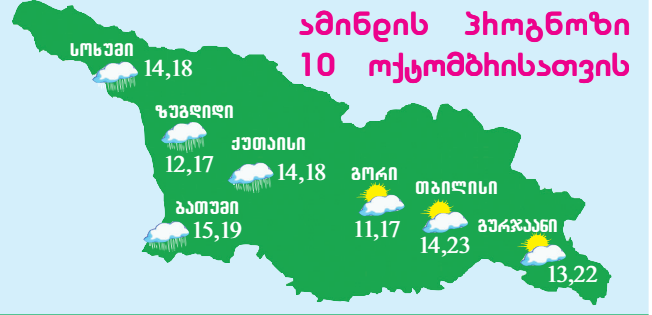 ამინდის პროგნოზი
10 ოქტომბრისათვის
სოხუმი
14,18
ზუგდიდი
12,17
ქუთაისი
14,18
გორი
11,17
თბილისი
14,23
ბათუმი
15,19
გურჯაანი
13,22